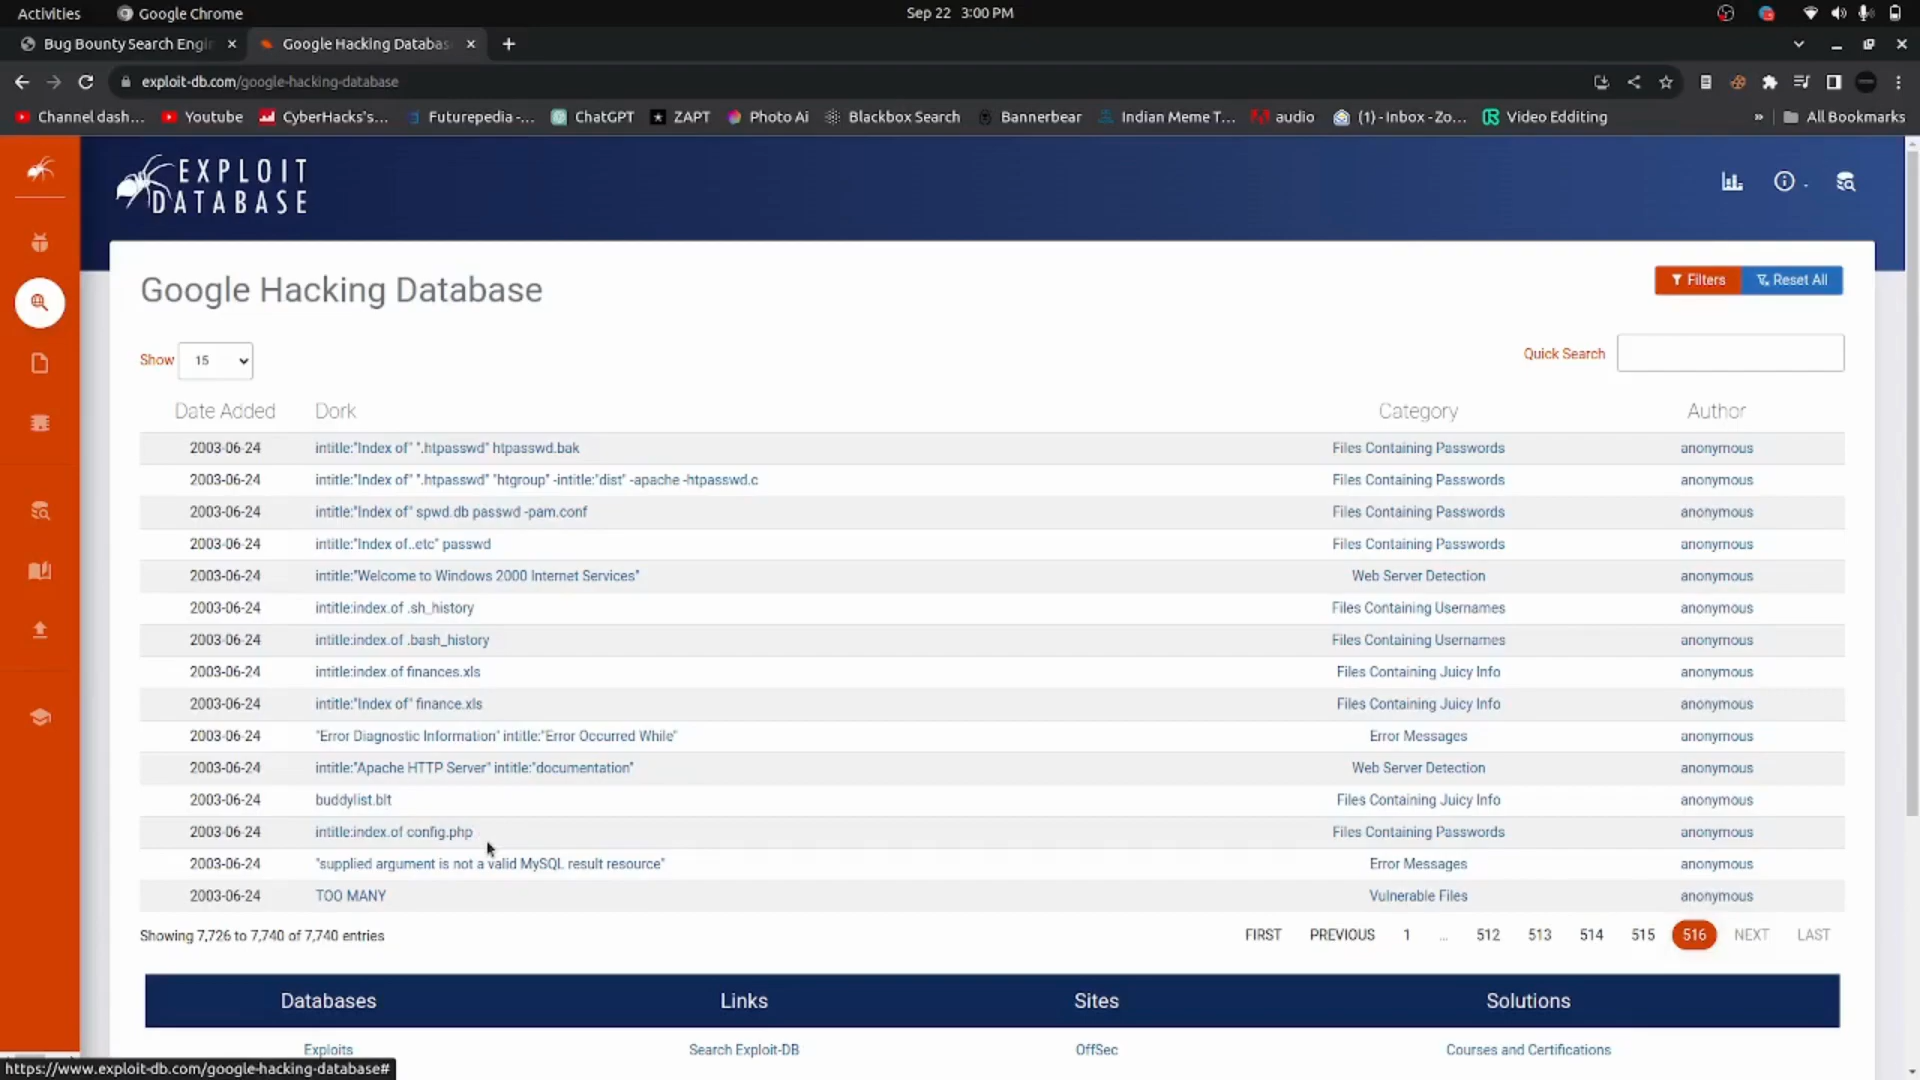 Activities Google Chrome Sep 22 3:00 PM
Bug Bounty Search Engi Google Hacking Databas
exploit-db.com/google-hacking-database
Channel dash... Youtube CyberHacks's... Futurepedia -... ChatGPT ZAPT Photo Ai Blackbox Search Bannerbear Indian Meme T... audio (1) - Inbox - Zo... Video Edditing » All Bookmarks
EXPLOIT
DATABASE
Google Hacking Database
Filters Reset All
Show 15 Quick Search
Date Added Dork Category Author
2003-06-24 intitle:"Index of" ".htpasswd" htpasswd.bak Files Containing Passwords anonymous
2003-06-24 intitle:"Index of" ".htpasswd" "htgroup" -intitle:"dist" -apache -htpasswd.c Files Containing Passwords anonymous
2003-06-24 intitle:"Index of" spwd.db passwd -pam.conf Files Containing Passwords anonymous
2003-06-24 intitle:"Index of..etc" passwd Files Containing Passwords anonymous
2003-06-24 intitle:"Welcome to Windows 2000 Internet Services" Web Server Detection anonymous
2003-06-24 intitle:index.of .sh_history Files Containing Usernames anonymous
2003-06-24 intitle:index.of .bash_history Files Containing Usernames anonymous
2003-06-24 intitle:index.of finances.xls Files Containing Juicy Info anonymous
2003-06-24 intitle:"Index of" finance.xls Files Containing Juicy Info anonymous
2003-06-24 "Error Diagnostic Information" intitle:"Error Occurred While" Error Messages anonymous
2003-06-24 intitle:"Apache HTTP Server" intitle:"documentation" Web Server Detection anonymous
2003-06-24 buddylist.blt Files Containing Juicy Info anonymous
2003-06-24 intitle:index.of config.php Files Containing Passwords anonymous
2003-06-24 "supplied argument is not a valid MySQL result resource" Error Messages anonymous
2003-06-24 TOO MANY Vulnerable Files anonymous
Showing 7,726 to 7,740 of 7,740 entries FIRST PREVIOUS 1 ... 512 513 514 515 516 NEXT LAST
Databases Links Sites Solutions
Exploits Search Exploit-DB OffSec Courses and Certifications
https://www.exploit-db.com/google-hacking-database#